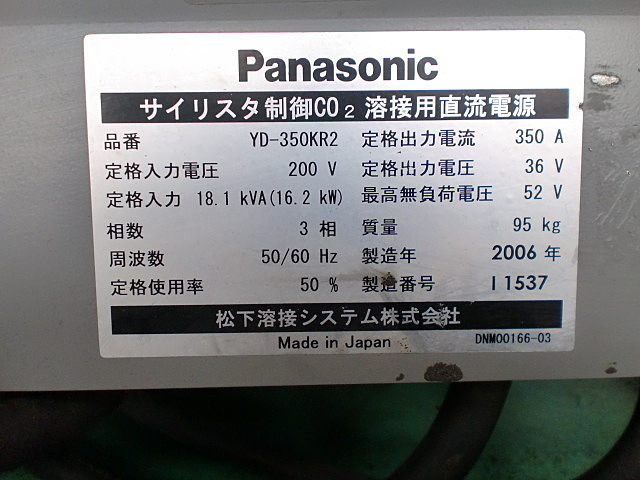 Panasonic
サイリスタ制御CO₂溶接用直流電源
品番 YD-350KR2 定格出力電流 350 A
定格入力電圧 200 V 定格出力電圧 36 V
定格入力 18.1 kVA(16.2 kW) 最高無負荷電圧 52 V
相数 3 相 質量 95 kg
周波数 50/60 Hz 製造年 2006 年
定格使用率 50 % 製造番号 I1537
松下溶接システム株式会社
Made in Japan DNM00166-03